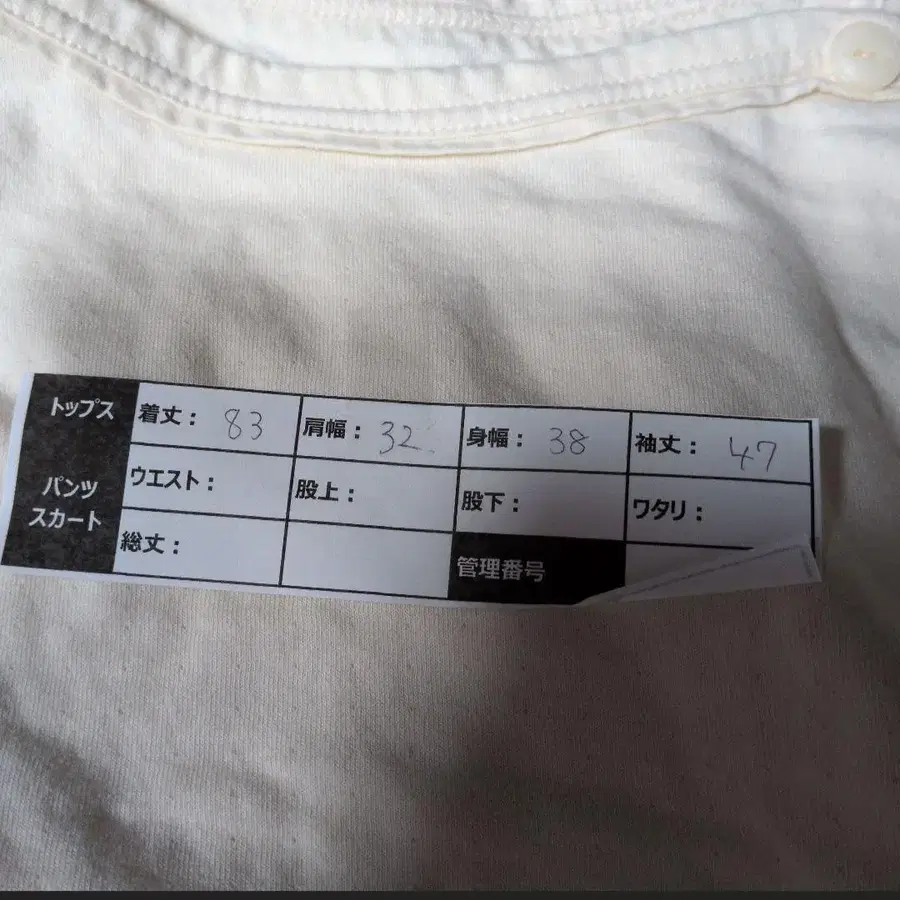 トップス 着丈： 83 肩幅： 32 身幅： 38 袖丈： 47
パンツ スカート ウエスト： 股上： 股下： ワタリ：
総丈： 管理番号